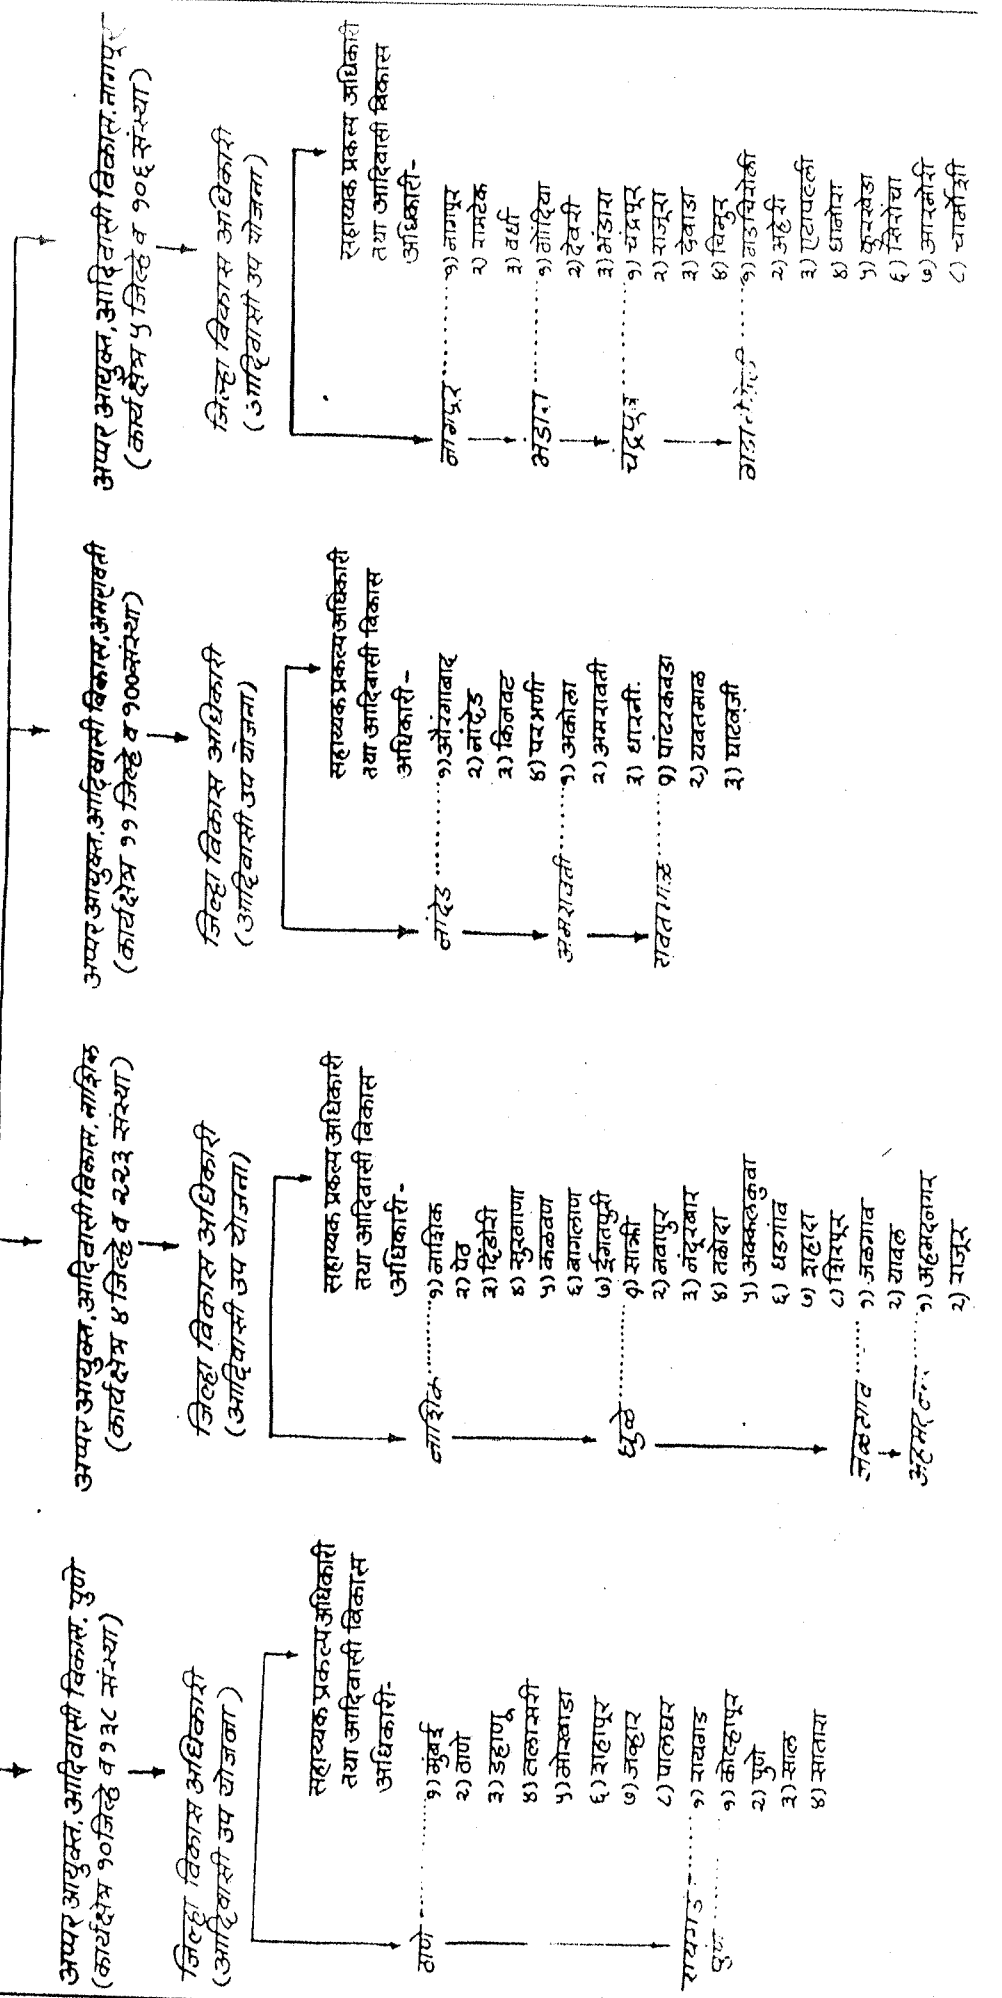 अप्पर आयुक्त, आदिवासी विकास, पुणे
(कार्यक्षेत्र १० जिल्हे व १३८ संस्था)
जिल्हा विकास अधिकारी
(आदिवासी उप योजना)
सहाय्यक प्रकल्प अधिकारी
तथा आदिवासी विकास
अधिकारी-
ठाणे ........ १) मुंबई
२) ठाणे
३) डहाणू
४) तलासरी
५) मोखाडा
६) शहापूर
७) जव्हार
८) पालघर
रायगड ........ १) रायगड
पुणे ........ १) कोल्हापूर
२) पुणे
३) साल
४) सातारा
अप्पर आयुक्त, आदिवासी विकास, नाशिक
(कार्यक्षेत्र ४ जिल्हे व २२३ संस्था)
जिल्हा विकास अधिकारी
(आदिवासी उप योजना)
सहाय्यक प्रकल्प अधिकारी
तथा आदिवासी विकास
अधिकारी-
नाशिक ........ १) नाशिक
२) पेठ
३) दिंडोरी
४) सुरगाणा
५) कळवण
६) बागलाण
७) ईगतपुरी
धुळे ........ १) साक्री
२) नवापुर
३) नंदूरबार
४) तळोदा
५) अक्कलकुवा
६) धडगांव
७) शहादा
८) शिरपूर
जळगाव ........ १) जळगाव
२) यावल
अहमदनगर ........ १) अहमदनगर
२) राजूर
अप्पर आयुक्त, आदिवासी विकास, अमरावती
(कार्यक्षेत्र ११ जिल्हे व १०० संस्था)
जिल्हा विकास अधिकारी
(आदिवासी उप योजना)
सहाय्यक प्रकल्प अधिकारी
तथा आदिवासी विकास
अधिकारी-
नांदेड ........ १) औरंगाबाद
२) नांदेड
३) किनवट
४) परभणी
अमरावती ........ १) अकोला
२) अमरावती
३) धारनी.
यवतमाळ ........ १) पांढरकवडा
२) यवतमाळ
३) घाटंजी
अप्पर आयुक्त, आदिवासी विकास, नागपूर
(कार्यक्षेत्र ५ जिल्हे व १०६ संस्था)
जिल्हा विकास अधिकारी
(आदिवासी उप योजना)
सहाय्यक प्रकल्प अधिकारी
तथा आदिवासी विकास
अधिकारी-
नागपूर ........ १) नागपूर
२) रामटेक
३) वर्धा
भंडारा ........ १) गोंदिया
२) देवरी
३) भंडारा
चंद्रपूर ........ १) चंद्रपूर
२) राजूरा
३) देवाडा
४) चिमुर
गडचिरोली ........ १) गडचिरोली
२) अहेरी
३) एटापल्ली
४) धानोरा
५) कुरखेडा
६) सिरोंचा
७) आरमोरी
८) चार्मोशी